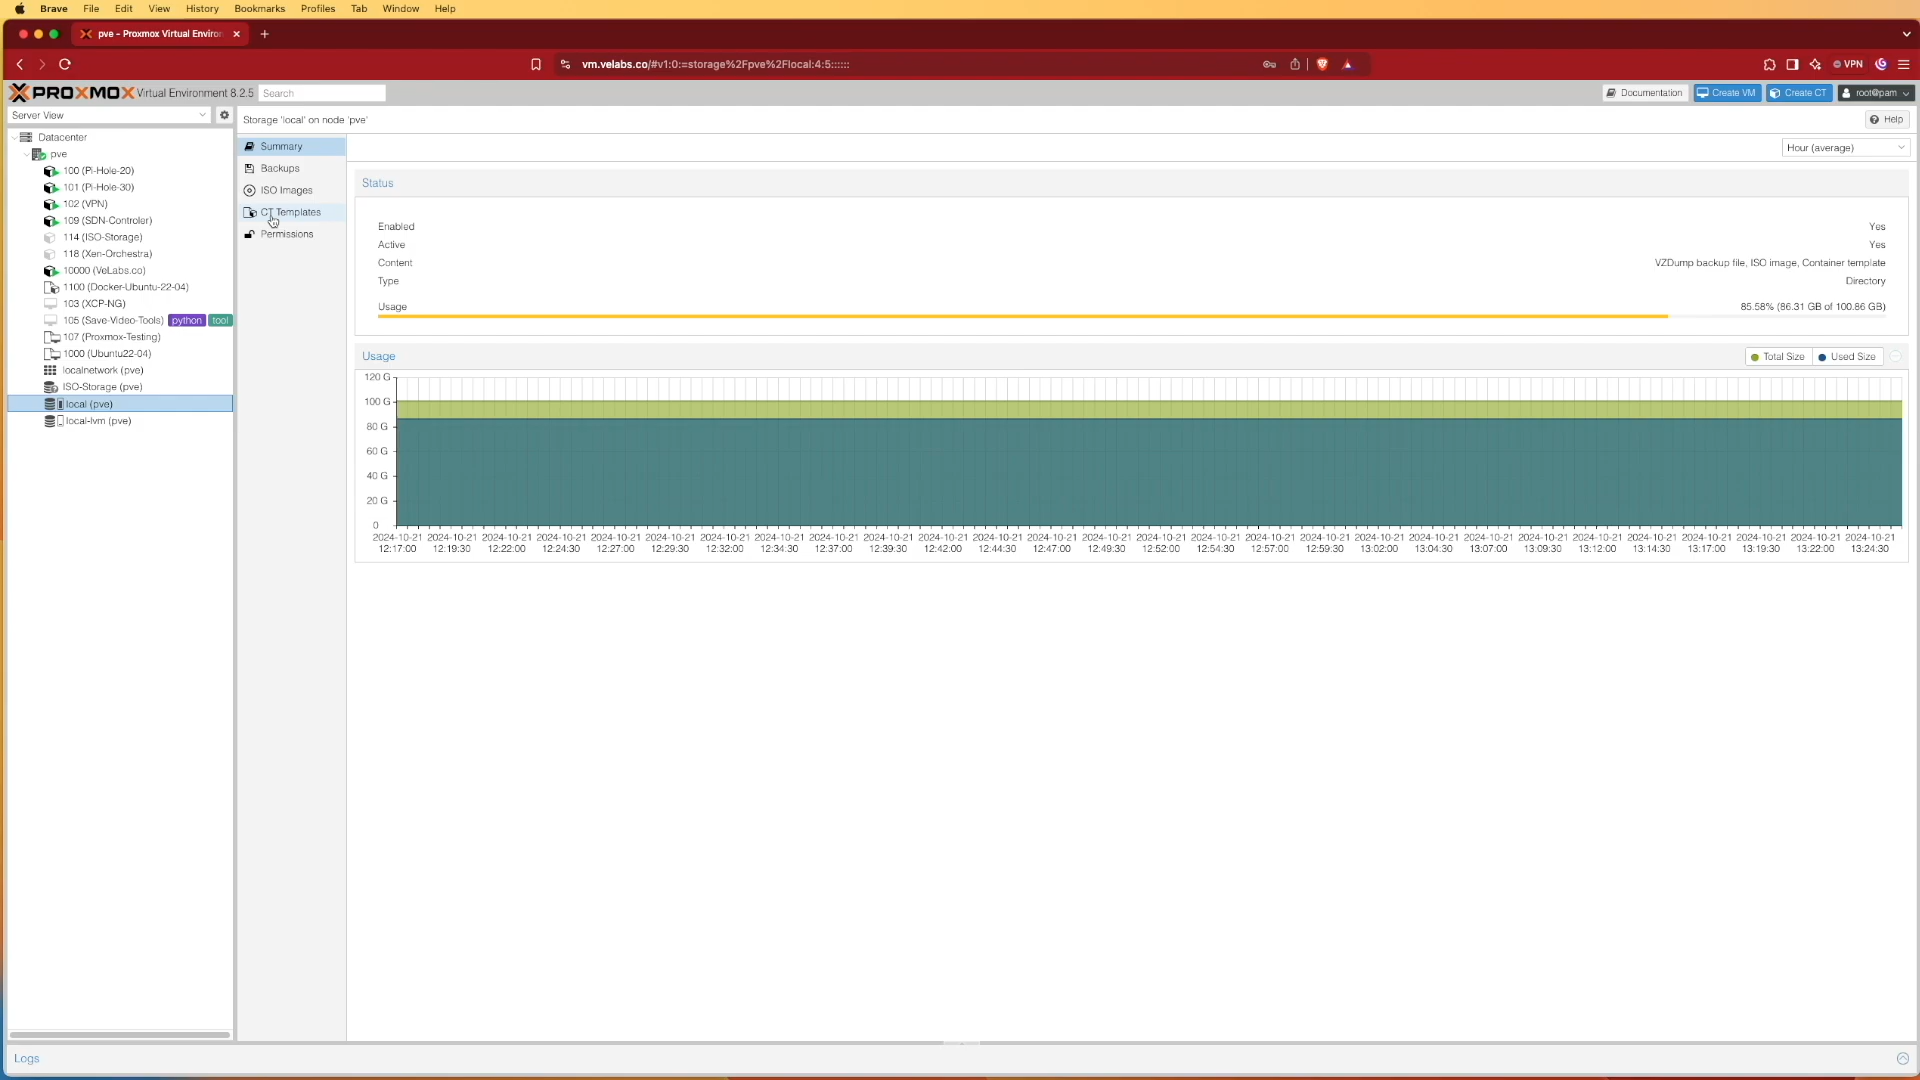 Brave File Edit View History Bookmarks Profiles Tab Window Help
pve - Proxmox Virtual Environ
vm.velabs.co/#v1:0:=storage%2Fpve%2Flocal:4:5::::::
VPN
PROXMOX Virtual Environment 8.2.5 Search
Documentation Create VM Create CT root@pam
Server View
Storage 'local' on node 'pve'
Help
Datacenter
pve
100 (Pi-Hole-20)
101 (Pi-Hole-30)
102 (VPN)
109 (SDN-Controler)
114 (ISO-Storage)
118 (Xen-Orchestra)
10000 (VeLabs.co)
1100 (Docker-Ubuntu-22-04)
103 (XCP-NG)
105 (Save-Video-Tools) python tool
107 (Proxmox-Testing)
1000 (Ubuntu22-04)
localnetwork (pve)
ISO-Storage (pve)
local (pve)
local-lvm (pve)
Summary
Backups
ISO Images
CT Templates
Permissions
Hour (average)
Status
Enabled Yes
Active Yes
Content VZDump backup file, ISO image, Container template
Type Directory
Usage 85.58% (86.31 GB of 100.86 GB)
Usage
Total Size Used Size
120 G
100 G
80 G
60 G
40 G
20 G
0
2024-10-21 2024-10-21 2024-10-21 2024-10-21 2024-10-21 2024-10-21 2024-10-21 2024-10-21 2024-10-21 2024-10-21 2024-10-21 2024-10-21 2024-10-21 2024-10-21 2024-10-21 2024-10-21 2024-10-21 2024-10-21 2024-10-21 2024-10-21 2024-10-21 2024-10-21 2024-10-21 2024-10-21 2024-10-21 2024-10-21 2024-10-21 2024-10-21
12:17:00 12:19:30 12:22:00 12:24:30 12:27:00 12:29:30 12:32:00 12:34:30 12:37:00 12:39:30 12:42:00 12:44:30 12:47:00 12:49:30 12:52:00 12:54:30 12:57:00 12:59:30 13:02:00 13:04:30 13:07:00 13:09:30 13:12:00 13:14:30 13:17:00 13:19:30 13:22:00 13:24:30
Logs